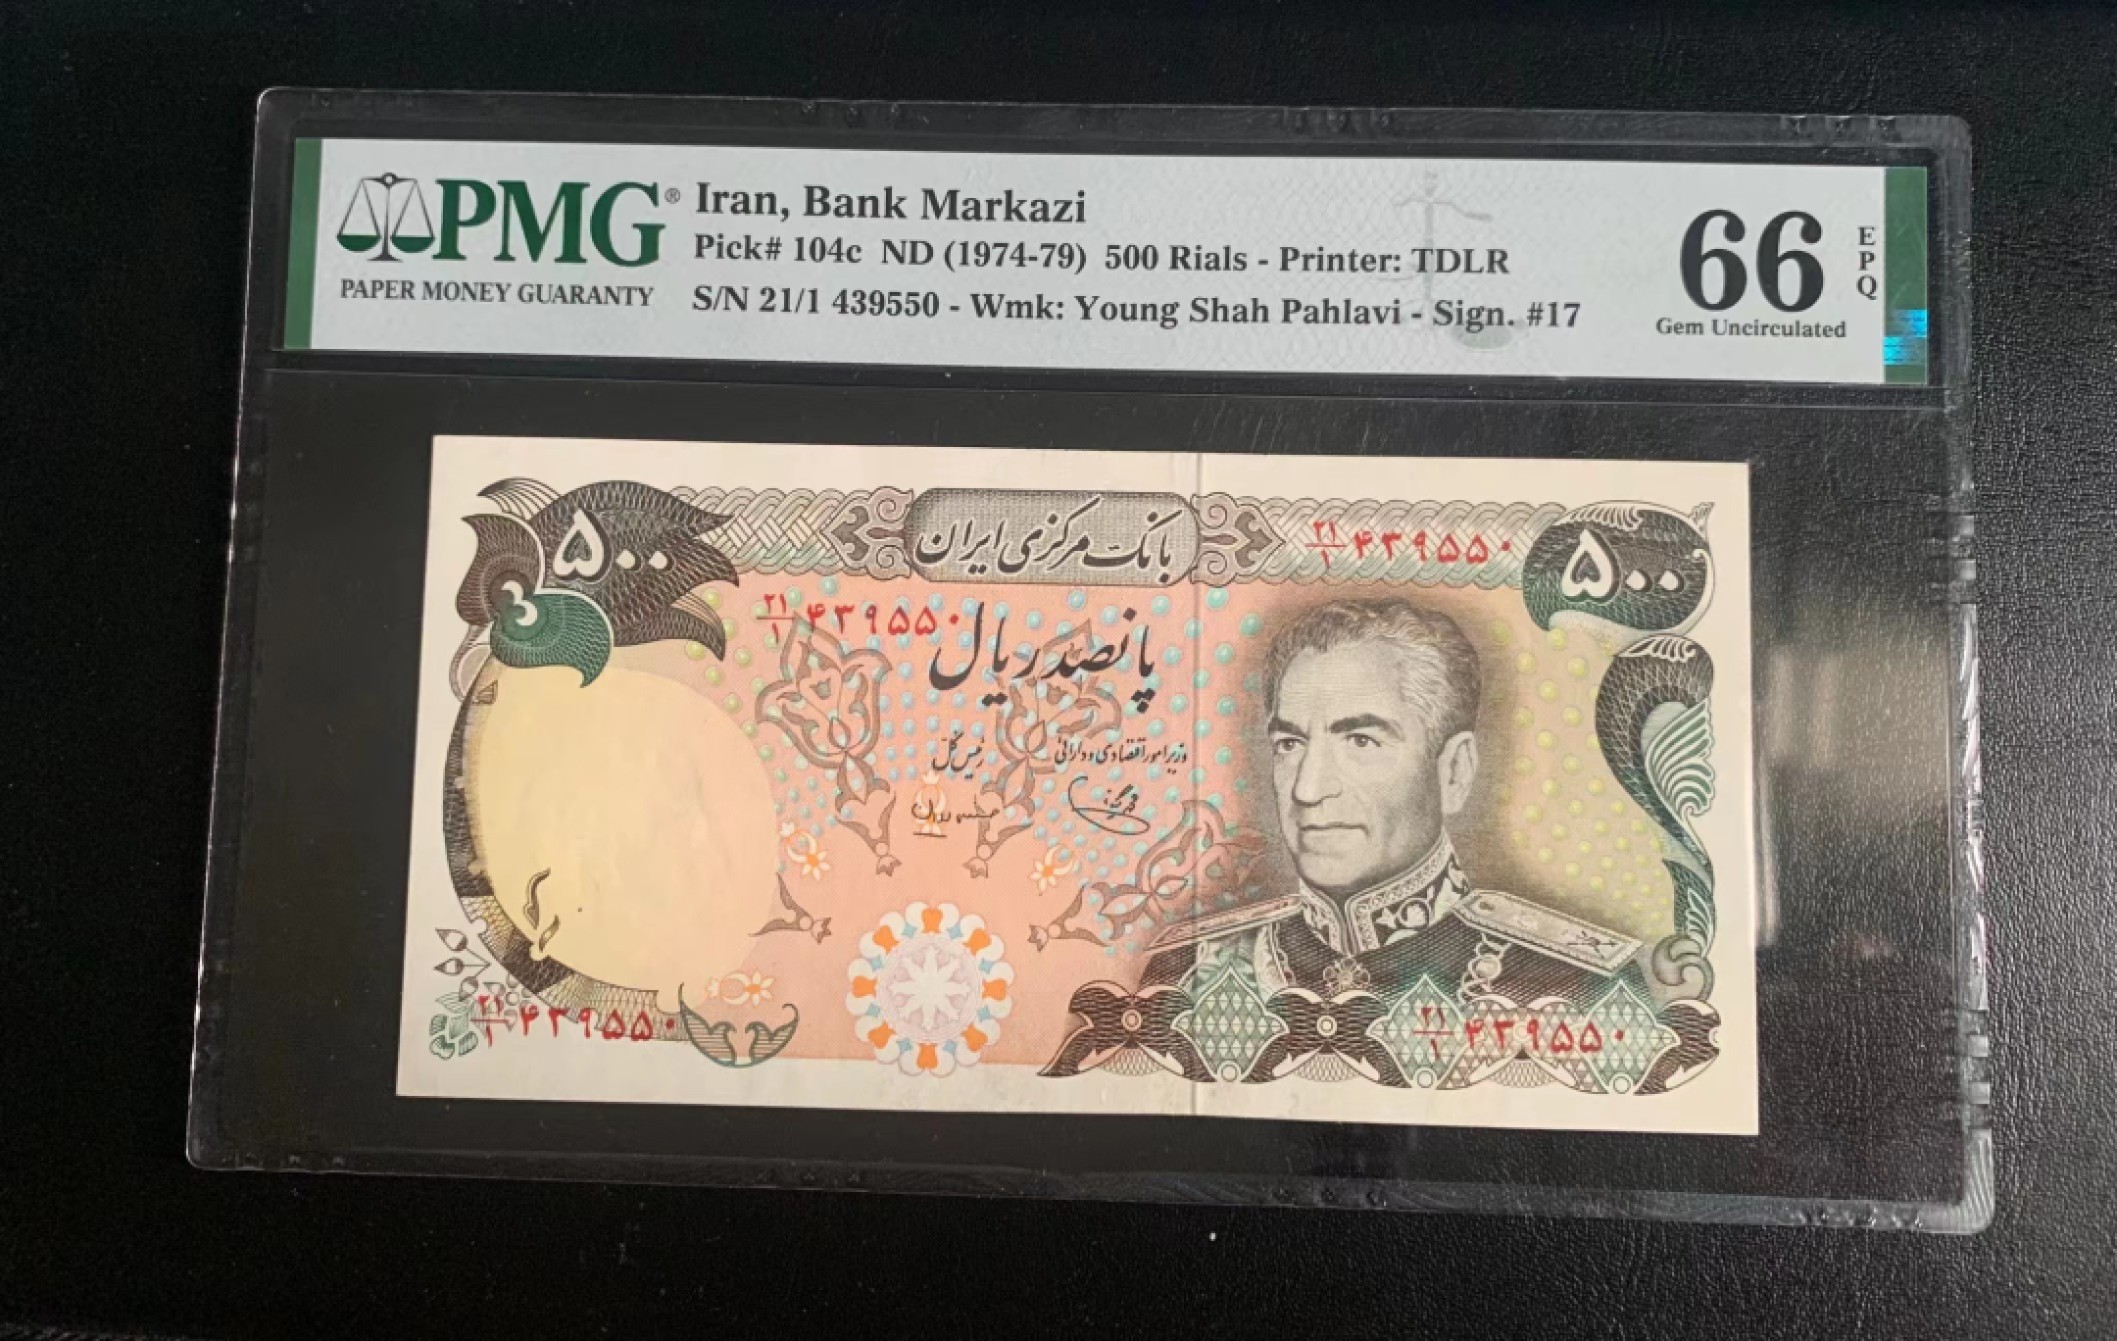 PMG®
PAPER MONEY GUARANTY
Iran, Bank Markazi
Pick# 104c ND (1974-79) 500 Rials - Printer: TDLR
S/N 21/1 439550 - Wmk: Young Shah Pahlavi - Sign. #17
66
EPQ
Gem Uncirculated
۵۰۰
بانک مرکزی ایران
۲۱/۱ ۴۳۹۵۵۰
۵۰۰
۲۱/۱ ۴۳۹۵۵۰
پانصد ریال
وزیر امور اقتصادی و دارائی
رئیس کل
۲۱/۱ ۴۳۹۵۵۰
۲۱/۱ ۴۳۹۵۵۰